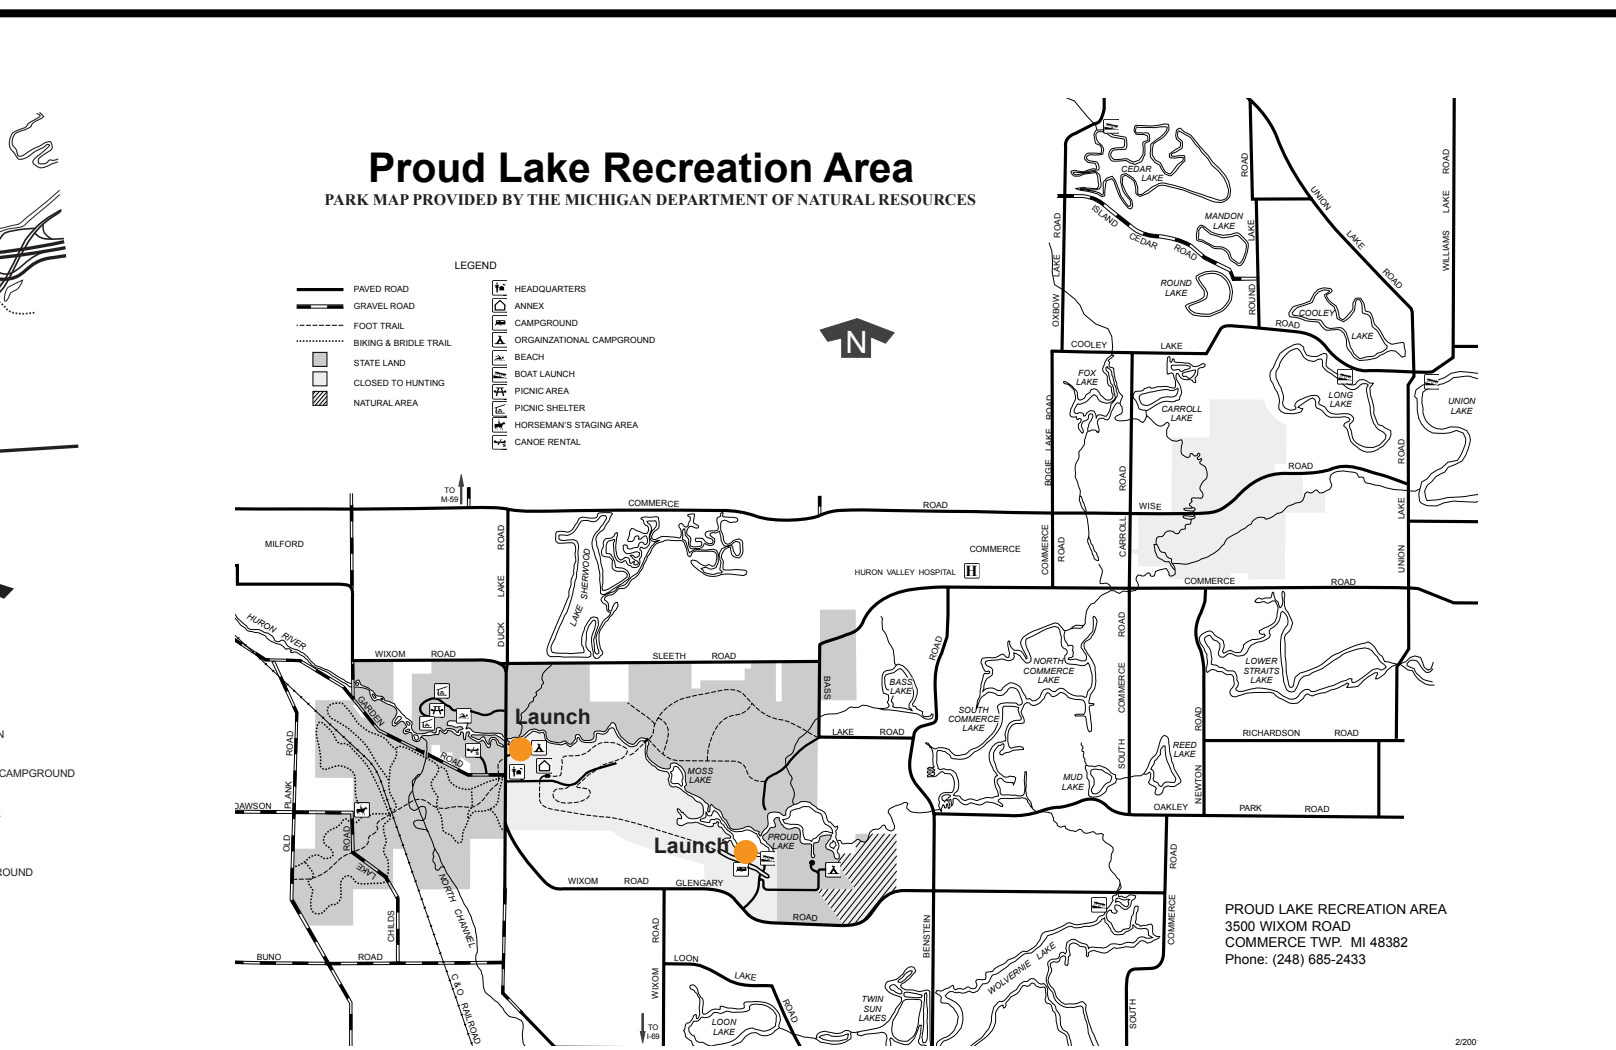 Proud Lake Recreation Area
PARK MAP PROVIDED BY THE MICHIGAN DEPARTMENT OF NATURAL RESOURCES
LEGEND
PAVED ROAD
GRAVEL ROAD
FOOT TRAIL
BIKING & BRIDLE TRAIL
STATE LAND
CLOSED TO HUNTING
NATURAL AREA
HEADQUARTERS
ANNEX
CAMPGROUND
ORGAINZATIONAL CAMPGROUND
BEACH
BOAT LAUNCH
PICNIC AREA
PICNIC SHELTER
HORSEMAN'S STAGING AREA
CANOE RENTAL
N
CEDAR
LAKE
ISLAND
CEDAR
ROAD
MANDON
LAKE
ROUND
LAKE
ROAD
LAKE
ROUND
UNION
LAKE
ROAD
WILLIAMS LAKE ROAD
OXBOW LAKE ROAD
COOLEY
LAKE
ROAD
COOLEY
LAKE
FOX
LAKE
CARROLL
LAKE
LONG
LAKE
UNION
LAKE
BOGIE LAKE ROAD
CARROLL ROAD
WISE
ROAD
UNION LAKE ROAD
TO
M-59
COMMERCE
ROAD
MILFORD
DUCK LAKE ROAD
LAKE SHERWOOD
COMMERCE
HURON VALLEY HOSPITAL
H
COMMERCE
ROAD
COMMERCE
ROAD
HURON RIVER
WIXOM ROAD
SLEETH ROAD
BASS
LAKE ROAD
BASS
LAKE
ROAD
NORTH
COMMERCE
LAKE
SOUTH
COMMERCE
LAKE
SOUTH COMMERCE ROAD
LOWER
STRAITS
LAKE
NEWTON ROAD
RICHARDSON ROAD
REED
LAKE
MUD
LAKE
OAKLEY PARK ROAD
GARDEN
ROAD
Launch
MOSS
LAKE
PROUD
LAKE
Launch
OLD PLANK ROAD
DAWSON
LAKE
ROAD
CHILDS
NORTH CHANNEL
C & O RAILROAD
BUNO ROAD
WIXOM ROAD
GLENGARY
ROAD
WIXOM ROAD
LOON
LAKE
ROAD
LOON
LAKE
TWIN
SUN
LAKES
BENSTEIN
WOLVERNIE LAKE
SOUTH
COMMERCE
ROAD
TO
I-69
PROUD LAKE RECREATION AREA
3500 WIXOM ROAD
COMMERCE TWP. MI 48382
Phone: (248) 685-2433
2/200
N
CAMPGROUND
ROUND